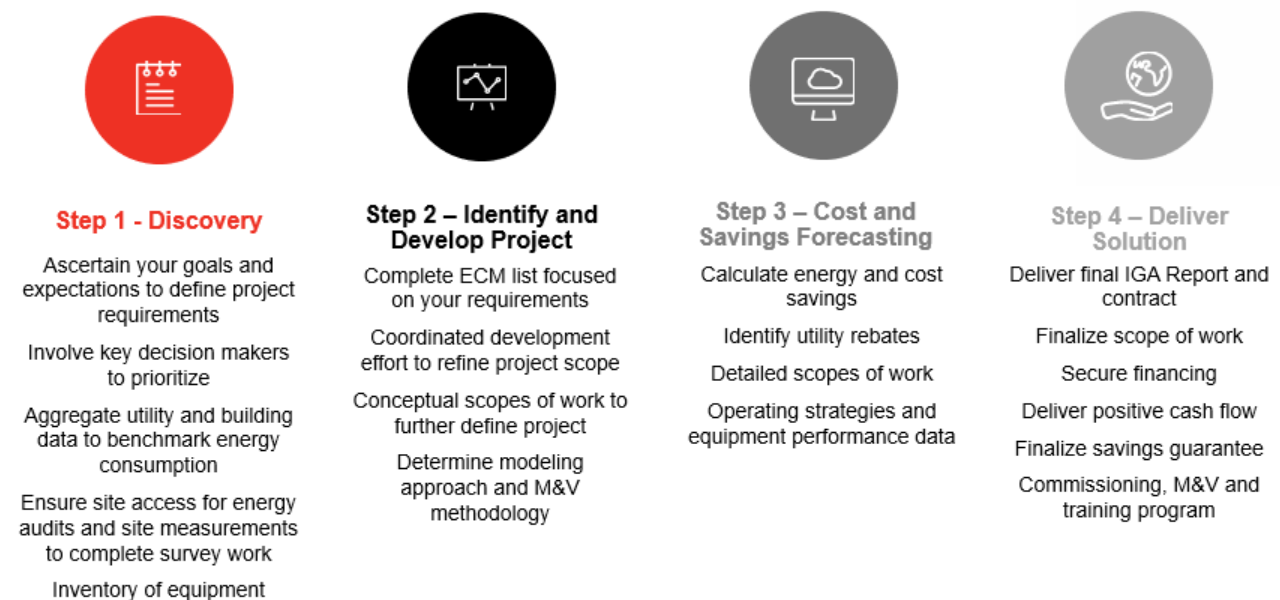 Step 1 - Discovery
Ascertain your goals and
expectations to define project
requirements
Involve key decision makers
to prioritize
Aggregate utility and building
data to benchmark energy
consumption
Ensure site access for energy
audits and site measurements
to complete survey work
Inventory of equipment
Step 2 – Identify and
Develop Project
Complete ECM list focused
on your requirements
Coordinated development
effort to refine project scope
Conceptual scopes of work to
further define project
Determine modeling
approach and M&V
methodology
Step 3 – Cost and
Savings Forecasting
Calculate energy and cost
savings
Identify utility rebates
Detailed scopes of work
Operating strategies and
equipment performance data
Step 4 – Deliver
Solution
Deliver final IGA Report and
contract
Finalize scope of work
Secure financing
Deliver positive cash flow
Finalize savings guarantee
Commissioning, M&V and
training program